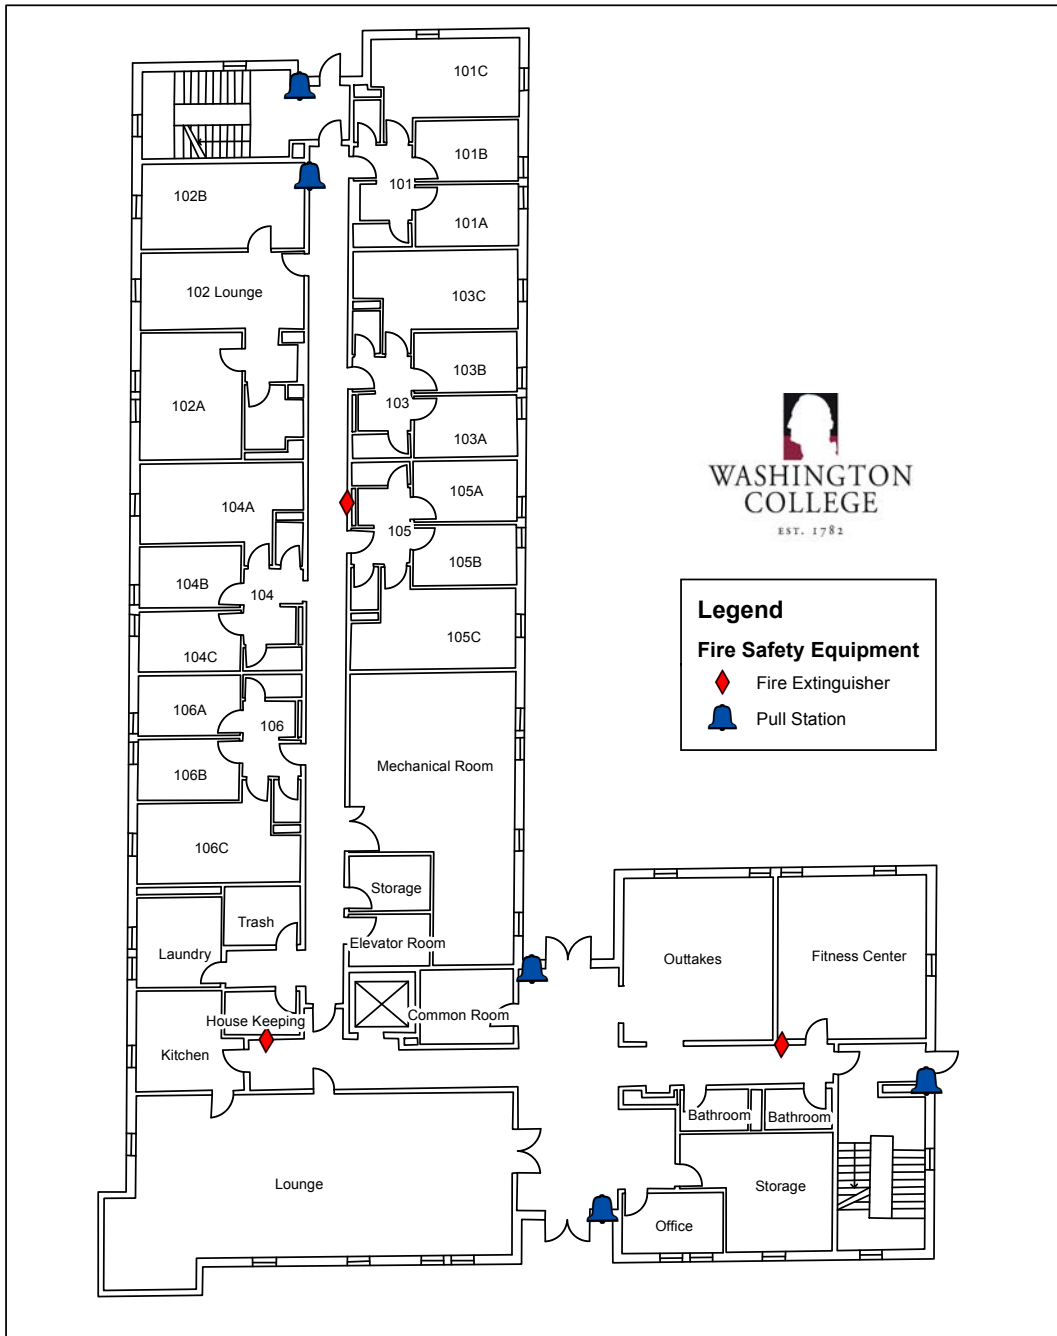 101C
101B
102B
101
101A
102 Lounge
103C
103B
102A
103
103A
WASHINGTON
COLLEGE
EST. 1782
105A
104A
105
105B
104B
104
Legend
105C
Fire Safety Equipment
104C
Fire Extinguisher
106A
Pull Station
106
Mechanical Room
106B
106C
Storage
Trash
Elevator Room
Laundry
Outtakes
Fitness Center
Common Room
House Keeping
Kitchen
Bathroom
Bathroom
Lounge
Storage
Office